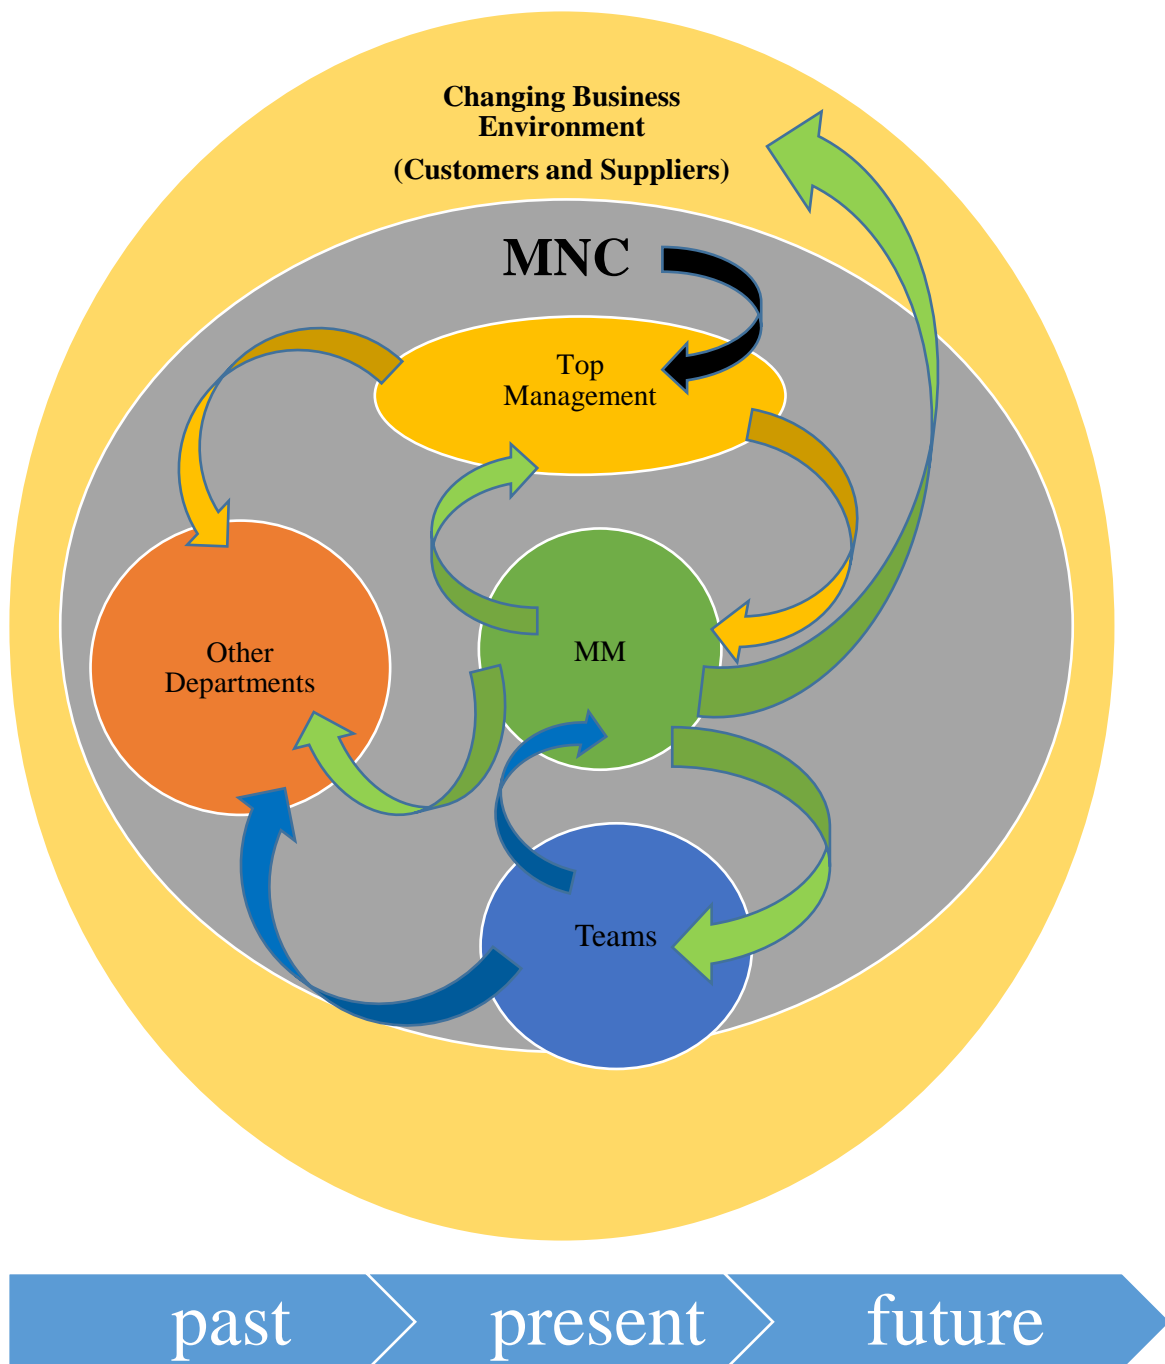 Changing Business
Environment
(Customers and Suppliers)
MNC
Top
Management
Other
Departments
MM
Teams
past
present
future